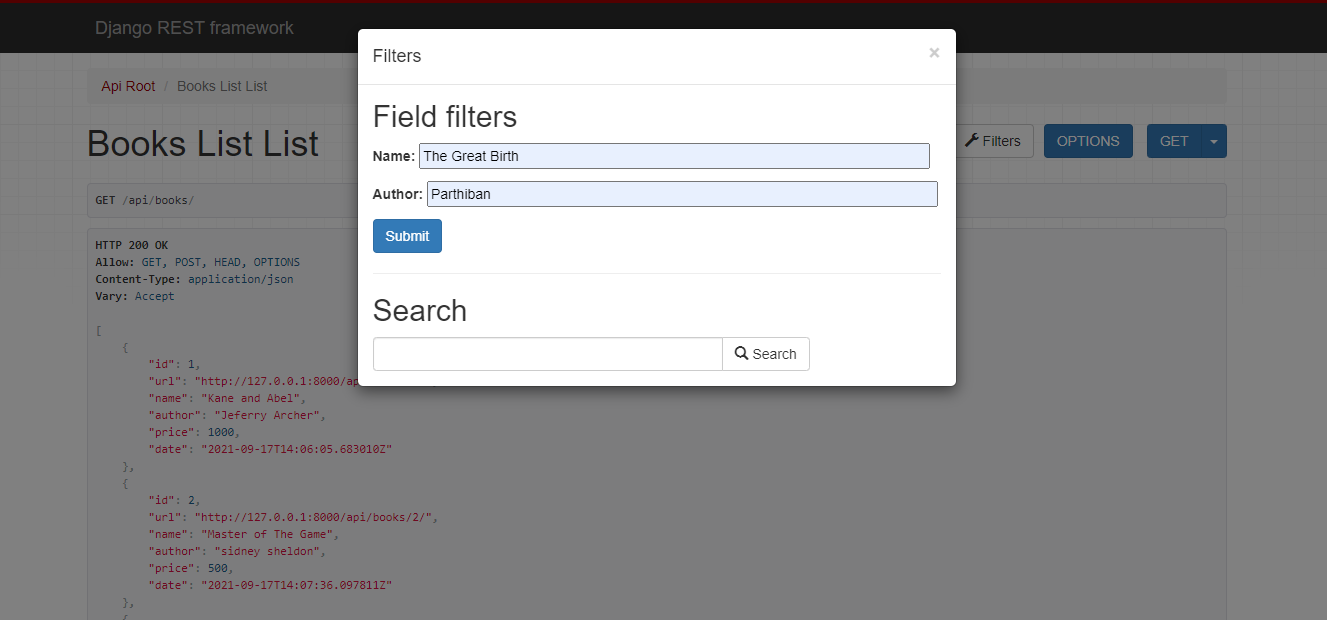 Django REST framework
Filters
×
Api Root / Books List List
Field filters
Books List List
Filters
OPTIONS
GET
Name: The Great Birth
Author: Parthiban
Submit
GET /api/books/
HTTP 200 OK
Allow: GET, POST, HEAD, OPTIONS
Content-Type: application/json
Vary: Accept
Search
Search
[
{
"id": 1,
"url": "http://127.0.0.1:8000/ap
"name": "Kane and Abel",
"author": "Jeferry Archer",
"price": 1000,
"date": "2021-09-17T14:06:05.683010Z"
},
{
"id": 2,
"url": "http://127.0.0.1:8000/api/books/2/",
"name": "Master of The Game",
"author": "sidney sheldon",
"price": 500,
"date": "2021-09-17T14:07:36.097811Z"
},
{